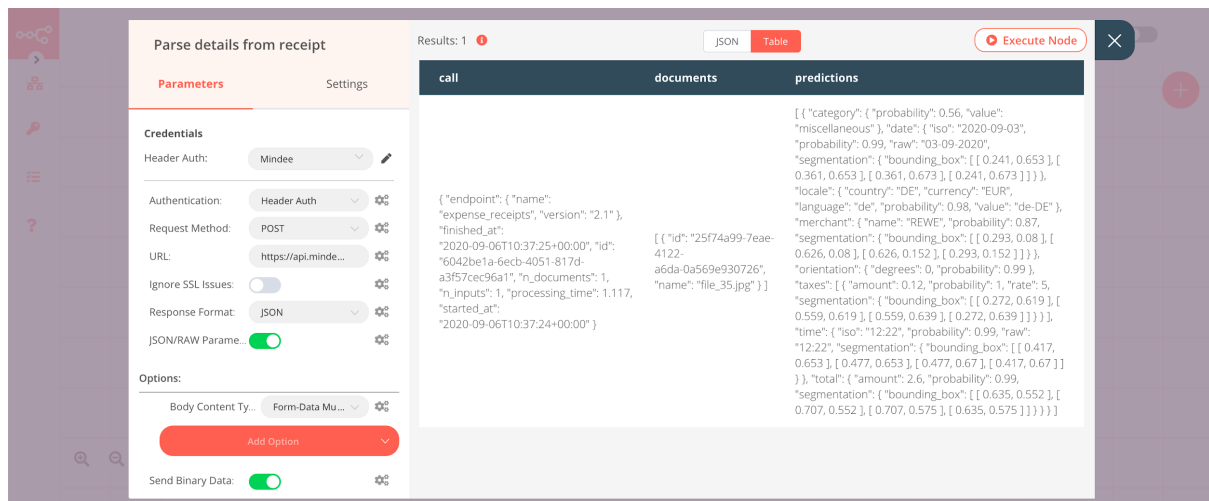 Parse details from receipt
Parameters
Settings
Credentials
Header Auth:
Mindee
Authentication:
Header Auth
Request Method:
POST
URL:
https://api.minde...
Ignore SSL Issues:
Response Format:
JSON
JSON/RAW Parame...
Options:
Body Content Ty...
Form-Data Mu...
Add Option
Send Binary Data:
Results: 1
JSON
Table
Execute Node
call
documents
predictions
{ "endpoint": { "name":
"expense_receipts", "version": "2.1" },
"finished_at":
"2020-09-06T10:37:25+00:00", "id":
"6042be1a-6ecb-4051-817d-
a3f57cec96a1", "n_documents": 1,
"n_inputs": 1, "processing_time": 1.117,
"started_at":
"2020-09-06T10:37:24+00:00" }
[ { "id": "25f74a99-7eae-
4122-
a6da-0a569e930726",
"name": "file_35.jpg" } ]
[ { "category": { "probability": 0.56, "value":
"miscellaneous" }, "date": { "iso": "2020-09-03",
"probability": 0.99, "raw": "03-09-2020",
"segmentation": { "bounding_box": [ [ 0.241, 0.653 ], [
0.361, 0.653 ], [ 0.361, 0.673 ], [ 0.241, 0.673 ] ] } },
"locale": { "country": "DE", "currency": "EUR",
"language": "de", "probability": 0.98, "value": "de-DE" },
"merchant": { "name": "REWE", "probability": 0.87,
"segmentation": { "bounding_box": [ [ 0.293, 0.08 ], [
0.626, 0.08 ], [ 0.626, 0.152 ], [ 0.293, 0.152 ] ] } },
"orientation": { "degrees": 0, "probability": 0.99 },
"taxes": [ { "amount": 0.12, "probability": 1, "rate": 5,
"segmentation": { "bounding_box": [ [ 0.272, 0.619 ], [
0.559, 0.619 ], [ 0.559, 0.639 ], [ 0.272, 0.639 ] ] } } ],
"time": { "iso": "12:22", "probability": 0.99, "raw":
"12:22", "segmentation": { "bounding_box": [ [ 0.417,
0.653 ], [ 0.477, 0.653 ], [ 0.477, 0.67 ], [ 0.417, 0.67 ] ]
} }, "total": { "amount": 2.6, "probability": 0.99,
"segmentation": { "bounding_box": [ [ 0.635, 0.552 ], [
0.707, 0.552 ], [ 0.707, 0.575 ], [ 0.635, 0.575 ] ] } } } ]